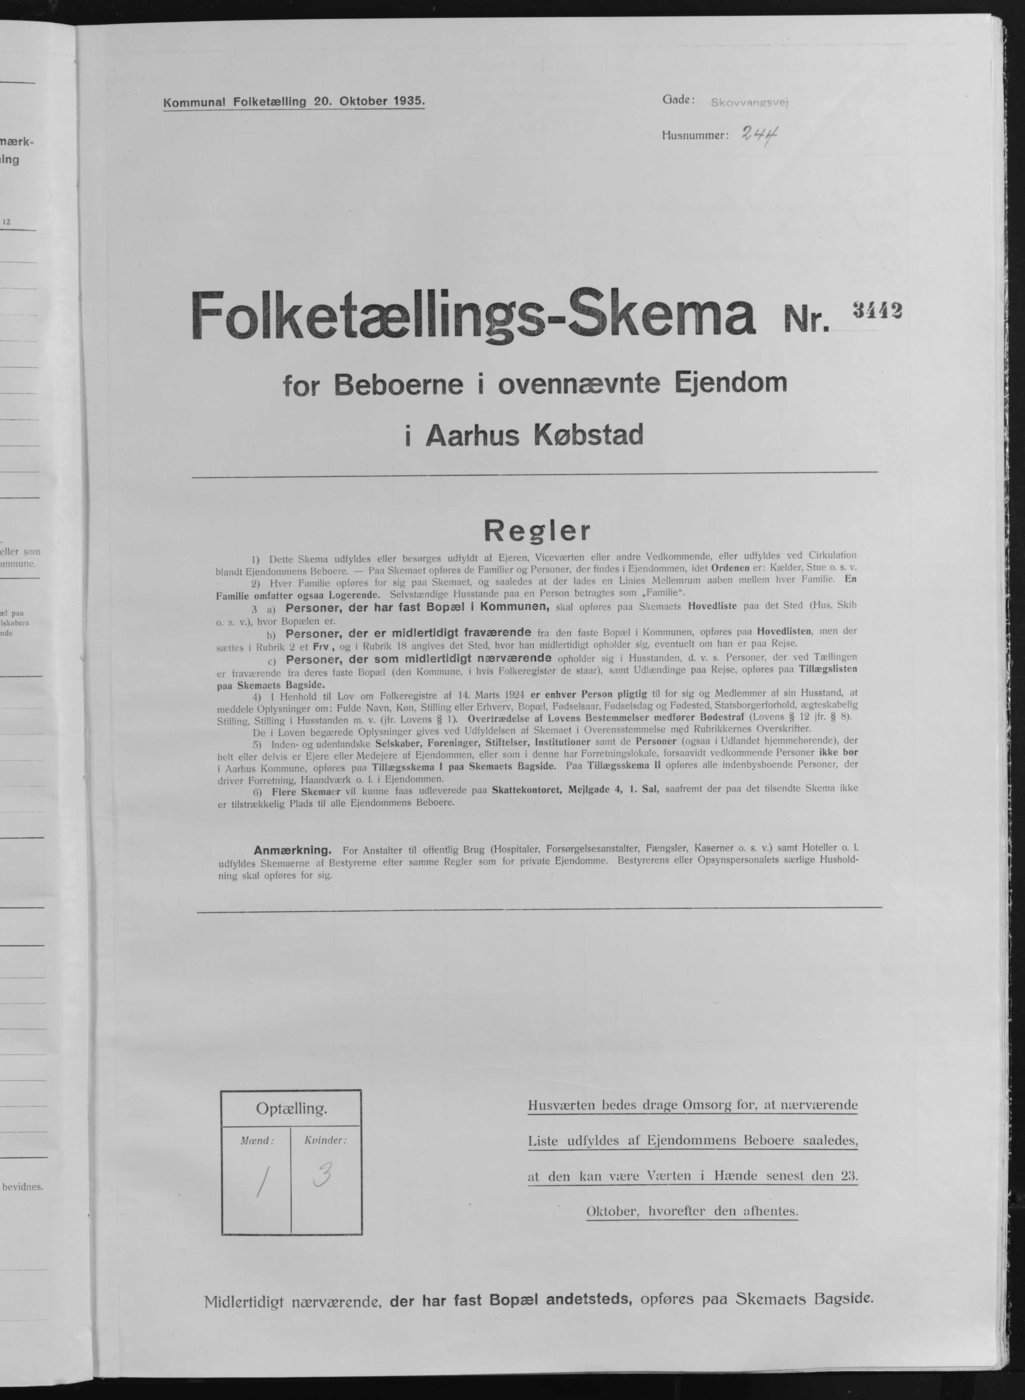 Kommunal Folketælling 20. Oktober 1935.
Gade: Skovvangsvej
Husnummer: 244
Folketællings-Skema Nr. 3442
for Beboerne i ovennævnte Ejendom
i Aarhus Købstad
Regler
1) Dette Skema udfyldes eller besørges udfyldt af Ejeren, Viceværten eller andre Vedkommende, eller udfyldes ved Cirkulation
blandt Ejendommens Beboere. — Paa Skemaet opføres de Familier og Personer, der findes i Ejendommen, idet Ordenen er: Kælder, Stue o. s. v.
2) Hver Familie opføres for sig paa Skemaet, og saaledes at der lades en Linies Mellemrum aaben mellem hver Familie. En
Familie omfatter ogsaa Logerende. Selvstændige Husstande paa en Person betragtes som „Familie“.
3 a) Personer, der har fast Bopæl i Kommunen, skal opføres paa Skemaets Hovedliste paa det Sted (Hus, Skib
o. s. v.), hvor Bopælen er.
b) Personer, der er midlertidigt fraværende fra den faste Bopæl i Kommunen, opføres paa Hovedlisten, men der
sættes i Rubrik 2 et Frv., og i Rubrik 18 angives det Sted, hvor han midlertidigt opholder sig, eventuelt om han er paa Rejse.
c) Personer, der som midlertidigt nærværende opholder sig i Husstanden, d. v. s. Personer, der ved Tællingen
er fraværende fra deres faste Bopæl (den Kommune, i hvis Folkeregister de staar), samt Udlændinge paa Rejse, opføres paa Tillægslisten
paa Skemaets Bagside.
4) I Henhold til Lov om Folkeregistre af 14. Marts 1924 er enhver Person pligtig til for sig og Medlemmer af sin Husstand, at
meddele Oplysninger om: Fulde Navn, Køn, Stilling eller Erhverv, Bopæl, Fødselsaar, Fødselsdag og Fødested, Statsborgerforhold, ægteskabelig
Stilling, Stilling i Husstanden m. v. (jfr. Lovens § 1). Overtrædelse af Lovens Bestemmelser medfører Bødestraf (Lovens § 12 jfr. § 8).
De i Loven begærede Oplysninger gives ved Udfyldelsen af Skemaet i Overensstemmelse med Rubrikkernes Overskrifter.
5) Inden- og udenlandske Selskaber, Foreninger, Stiftelser, Institutioner samt de Personer (ogsaa i Udlandet hjemmehørende), der
helt eller delvis er Ejere eller Medejere af Ejendommen, eller som i denne har Forretningslokale, forsaavidt vedkommende Personer ikke bor
i Aarhus Kommune, opføres paa Tillægsskema I paa Skemaets Bagside. Paa Tillægsskema II opføres alle indenbysboende Personer, der
driver Forretning, Haandværk o. l. i Ejendommen.
6) Flere Skemaer vil kunne faas udleverede paa Skattekontoret, Mejlgade 4, 1. Sal, saafremt der paa det tilsendte Skema ikke
er tilstrækkelig Plads til alle Ejendommens Beboere.
Anmærkning. For Anstalter til offentlig Brug (Hospitaler, Forsørgelsesanstalter, Fængsler, Kaserner o. s. v.) samt Hoteller o. l.
udfyldes Skemaerne af Bestyrerne efter samme Regler som for private Ejendomme. Bestyrerens eller Opsynspersonalets særlige Hushold-
ning skal opføres for sig.
Optælling.
Mænd: Kvinder:
1 3
Husværten bedes drage Omsorg for, at nærværende
Liste udfyldes af Ejendommens Beboere saaledes,
at den kan være Værten i Hænde senest den 23.
Oktober, hvorefter den afhentes.
Midlertidigt nærværende, der har fast Bopæl andetsteds, opføres paa Skemaets Bagside.
mærk-
ing
12
eller som
ommune.
æl paa
lskabers
nde
bevidnes.